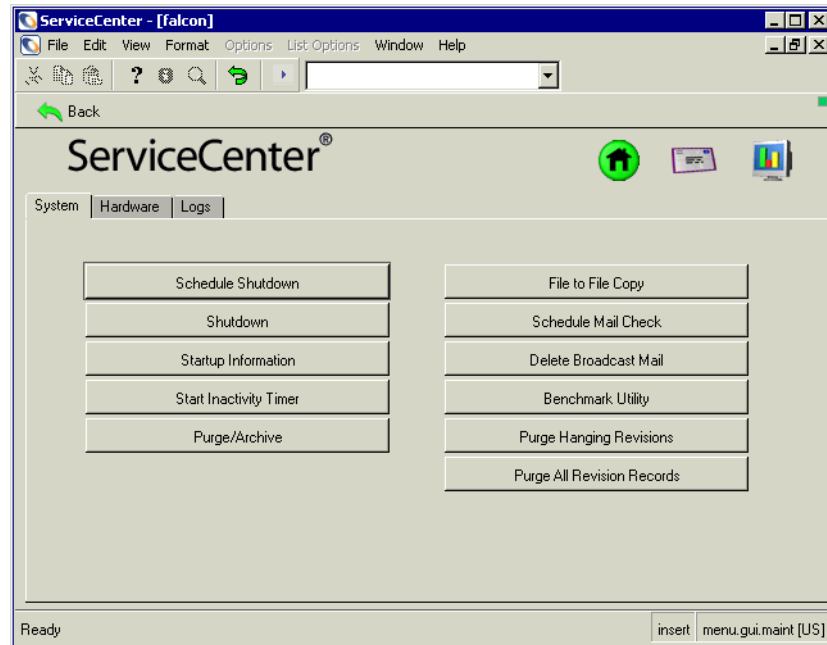 ServiceCenter - [falcon]
File Edit View Format Options List Options Window Help
?
Back
ServiceCenter®
System Hardware Logs
Schedule Shutdown File to File Copy
Shutdown Schedule Mail Check
Startup Information Delete Broadcast Mail
Start Inactivity Timer Benchmark Utility
Purge/Archive Purge Hanging Revisions
Purge All Revision Records
Ready insert menu.gui.maint [US]